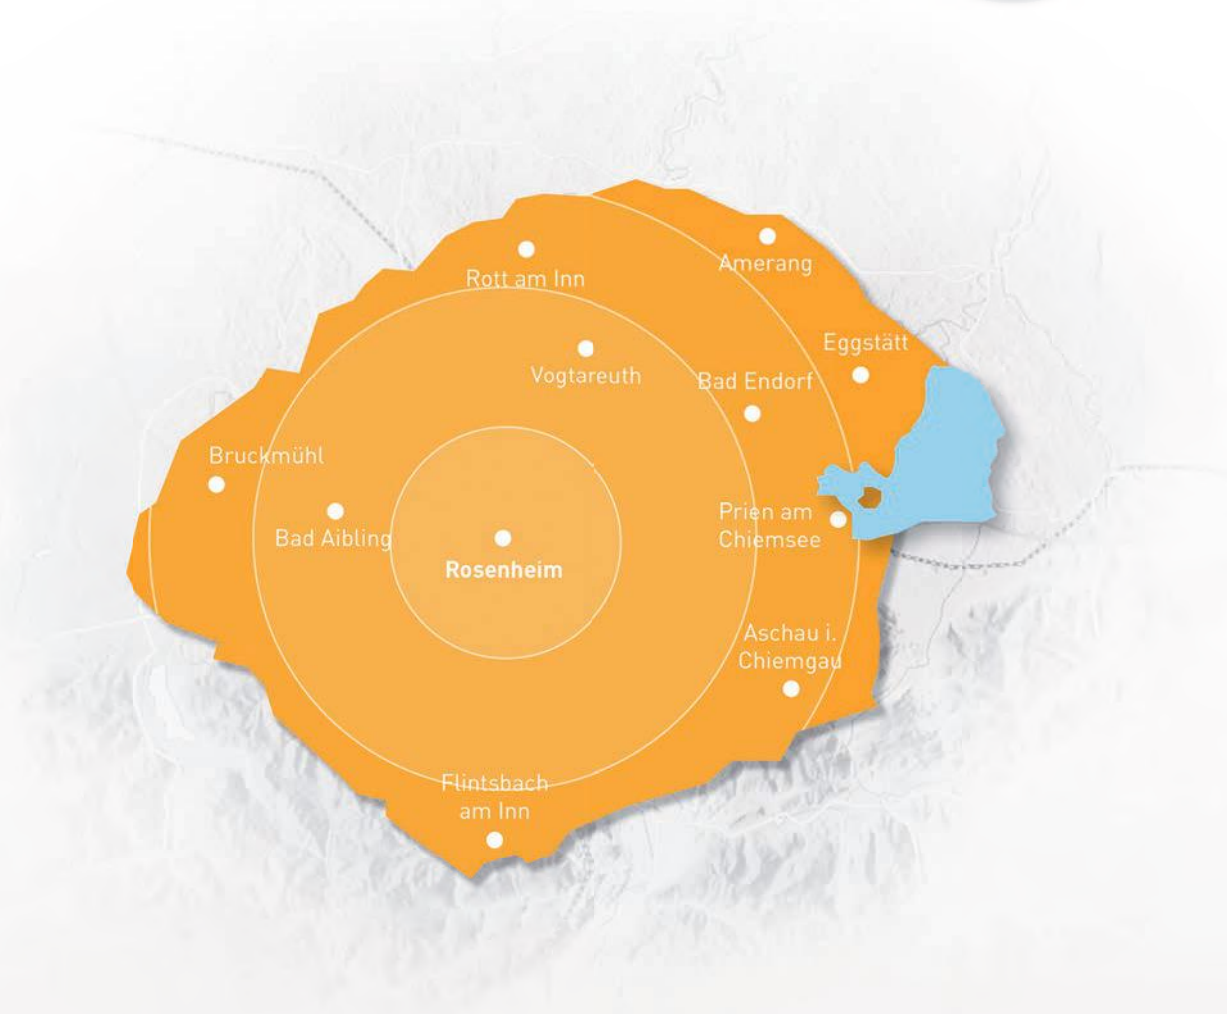 Rott am Inn
Amerang
Eggstätt
Vogtareuth
Bad Endorf
Bruckmühl
Prien am
Chiemsee
Bad Aibling
Rosenheim
Aschau i.
Chiemgau
Flintsbach
am Inn